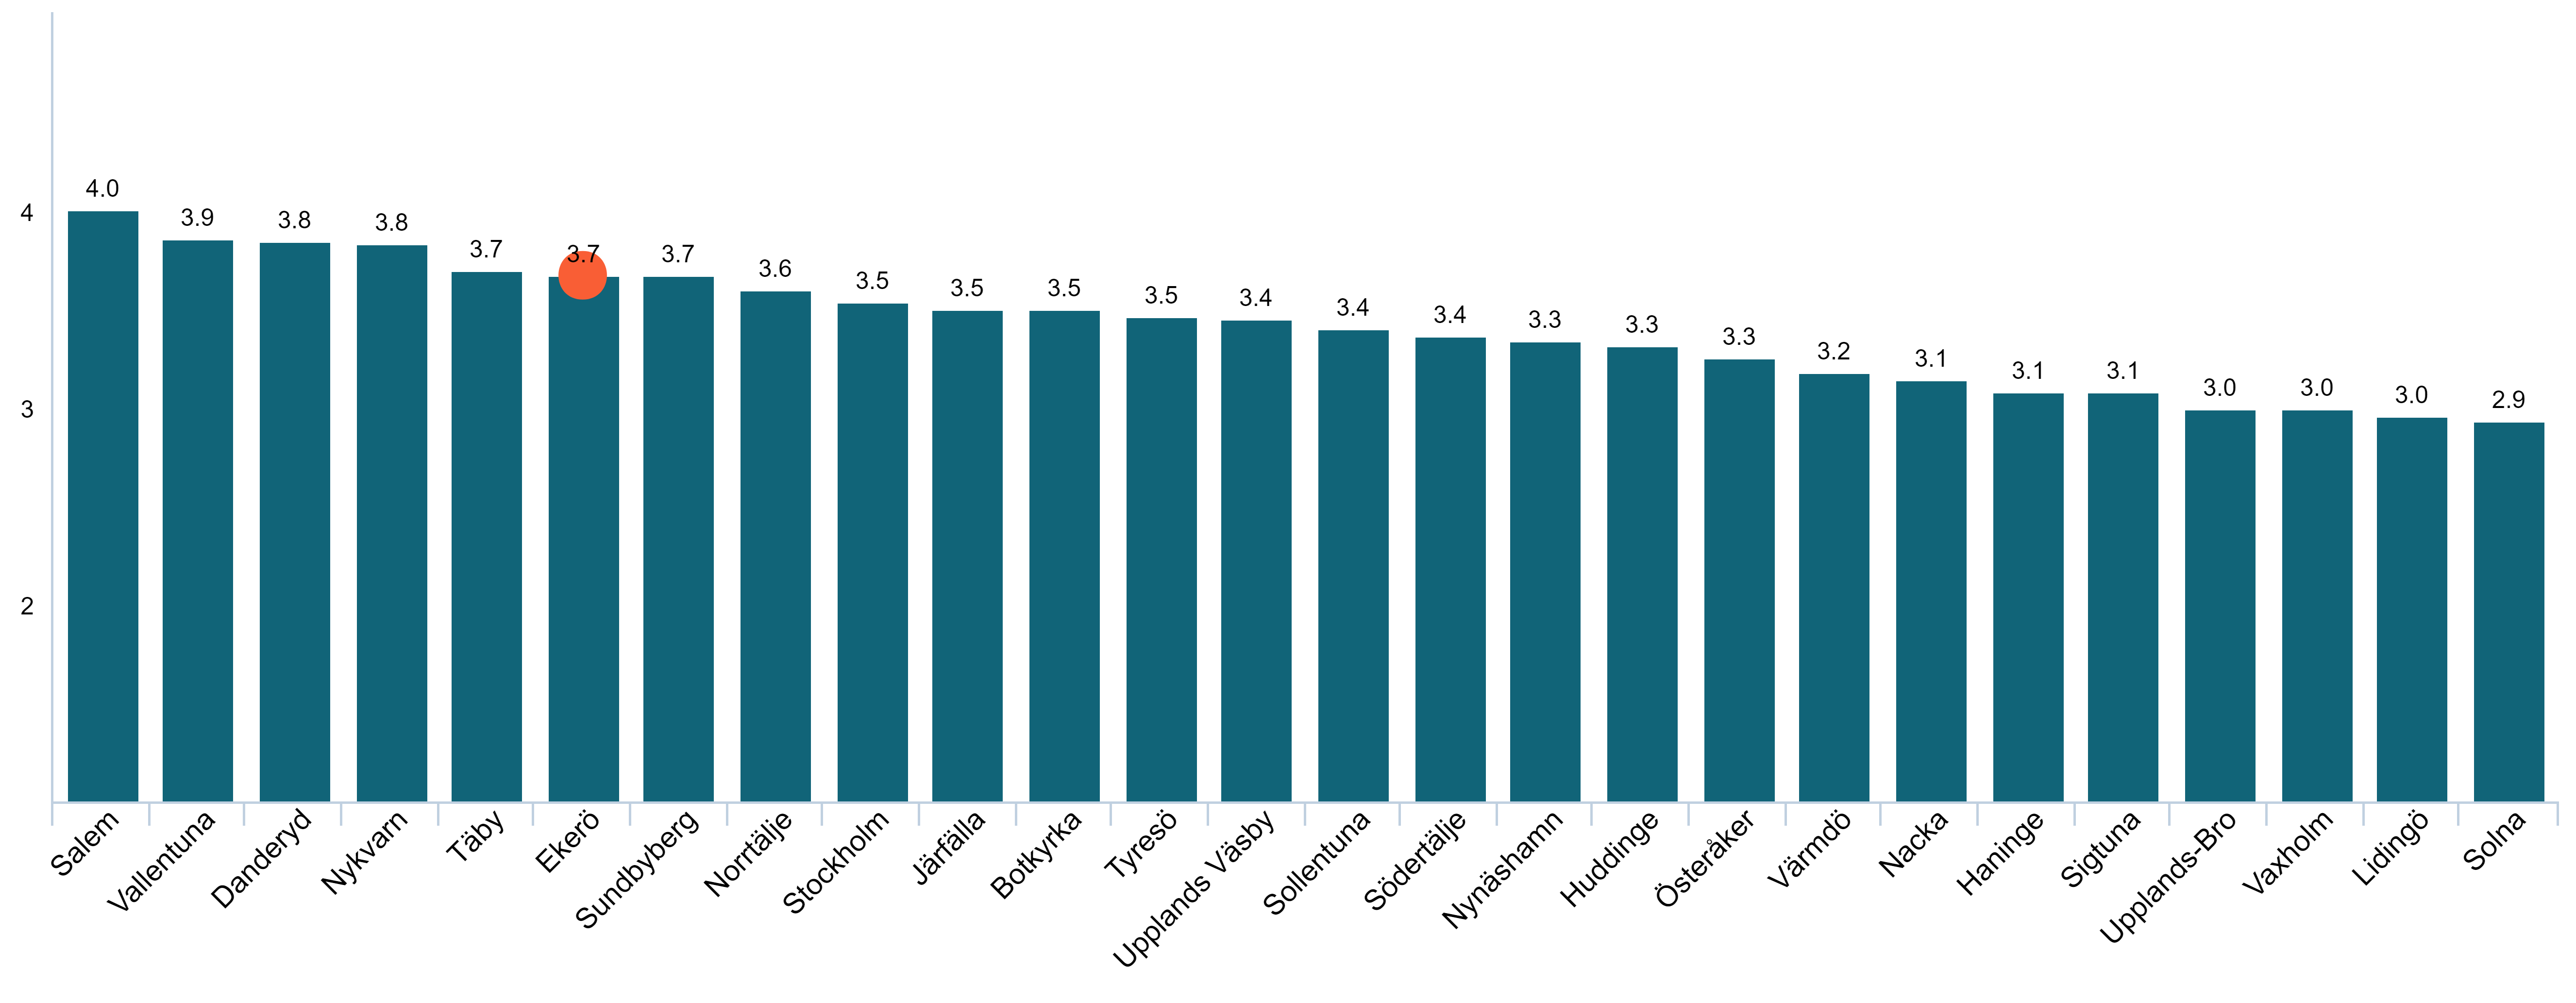 4.0
3.9
3.8
3.8
3.7
3.7
3.7
3.6
3.5
3.5
3.5
3.5
3.4
3.4
3.4
3.3
3.3
3.3
3.2
3.1
3.1
3.1
3.0
3.0
3.0
2.9
4
3
2
Salem
Vallentuna
Danderyd
Nykvarn
Täby
Ekerö
Sundbyberg
Norrtälje
Stockholm
Järfälla
Botkyrka
Tyresö
Upplands Väsby
Sollentuna
Södertälje
Nynäshamn
Huddinge
Österåker
Värmdö
Nacka
Haninge
Sigtuna
Upplands-Bro
Vaxholm
Lidingö
Solna